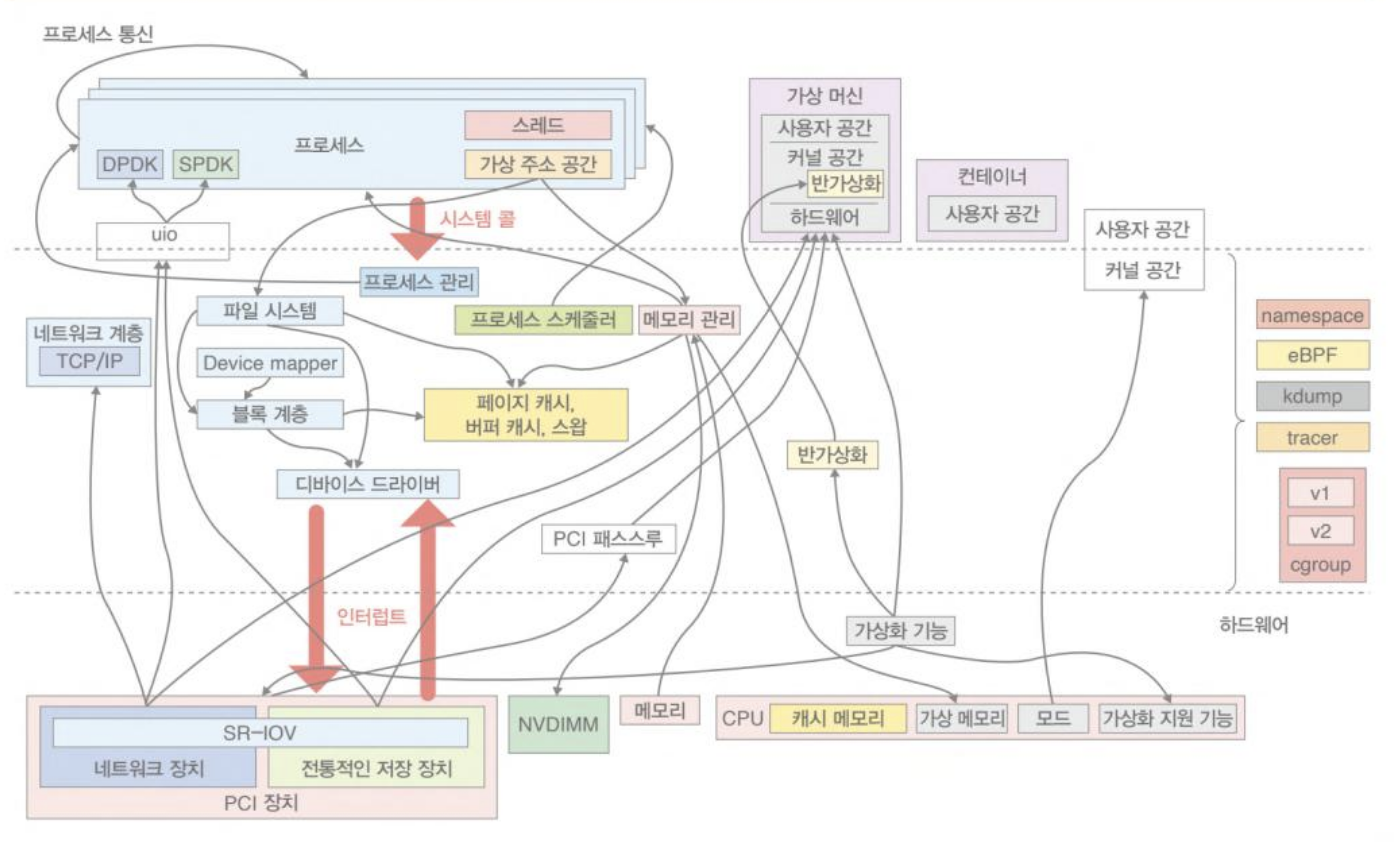 프로세스 통신
프로세스
스레드
DPDK
SPDK
가상 주소 공간
uio
시스템 콜
가상 머신
사용자 공간
커널 공간
반가상화
하드웨어
컨테이너
사용자 공간
사용자 공간
커널 공간
프로세스 관리
파일 시스템
프로세스 스케줄러
메모리 관리
네트워크 계층
TCP/IP
Device mapper
블록 계층
페이지 캐시,
버퍼 캐시, 스왑
디바이스 드라이버
반가상화
PCI 패스스루
namespace
eBPF
kdump
tracer
v1
v2
cgroup
인터럽트
가상화 기능
하드웨어
SR-IOV
네트워크 장치
전통적인 저장 장치
PCI 장치
NVDIMM
메모리
CPU
캐시 메모리
가상 메모리
모드
가상화 지원 기능